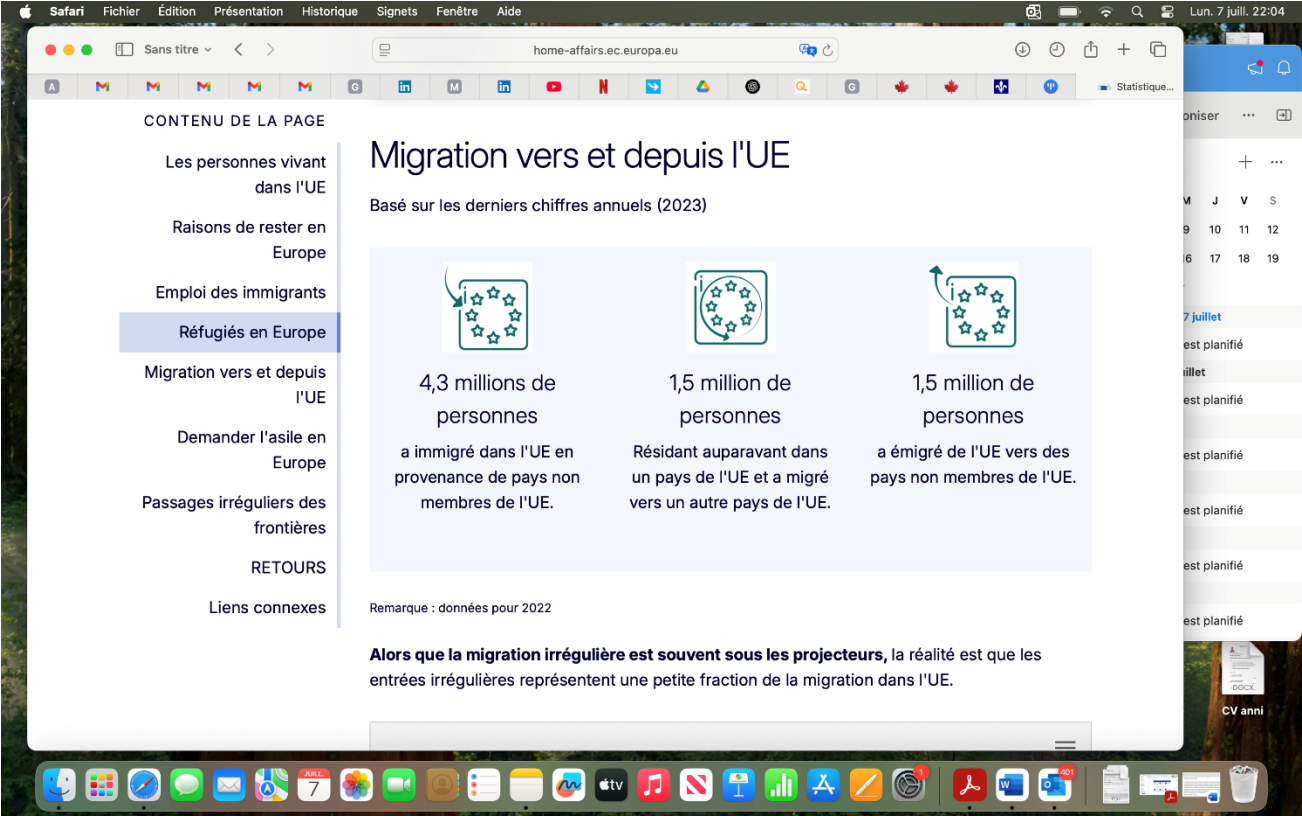 Safari Fichier Édition Présentation Historique Signets Fenêtre Aide Lun. 7 juill. 22:04
Sans titre
home-affairs.ec.europa.eu
A G in M in N G Statistique...
CONTENU DE LA PAGE
Les personnes vivant
dans l'UE
Raisons de rester en
Europe
Emploi des immigrants
Réfugiés en Europe
Migration vers et depuis
l'UE
Demander l'asile en
Europe
Passages irréguliers des
frontières
RETOURS
Liens connexes
Migration vers et depuis l'UE
Basé sur les derniers chiffres annuels (2023)
4,3 millions de
personnes
a immigré dans l'UE en
provenance de pays non
membres de l'UE.
1,5 million de
personnes
Résidant auparavant dans
un pays de l'UE et a migré
vers un autre pays de l'UE.
1,5 million de
personnes
a émigré de l'UE vers des
pays non membres de l'UE.
Remarque : données pour 2022
Alors que la migration irrégulière est souvent sous les projecteurs, la réalité est que les
entrées irrégulières représentent une petite fraction de la migration dans l'UE.
oniser
M J V S
9 10 11 12
16 17 18 19
7 juillet
est planifié
illet
est planifié
est planifié
est planifié
est planifié
est planifié
DOCX
CV anni
JUIL.
7
tv
1
W
401